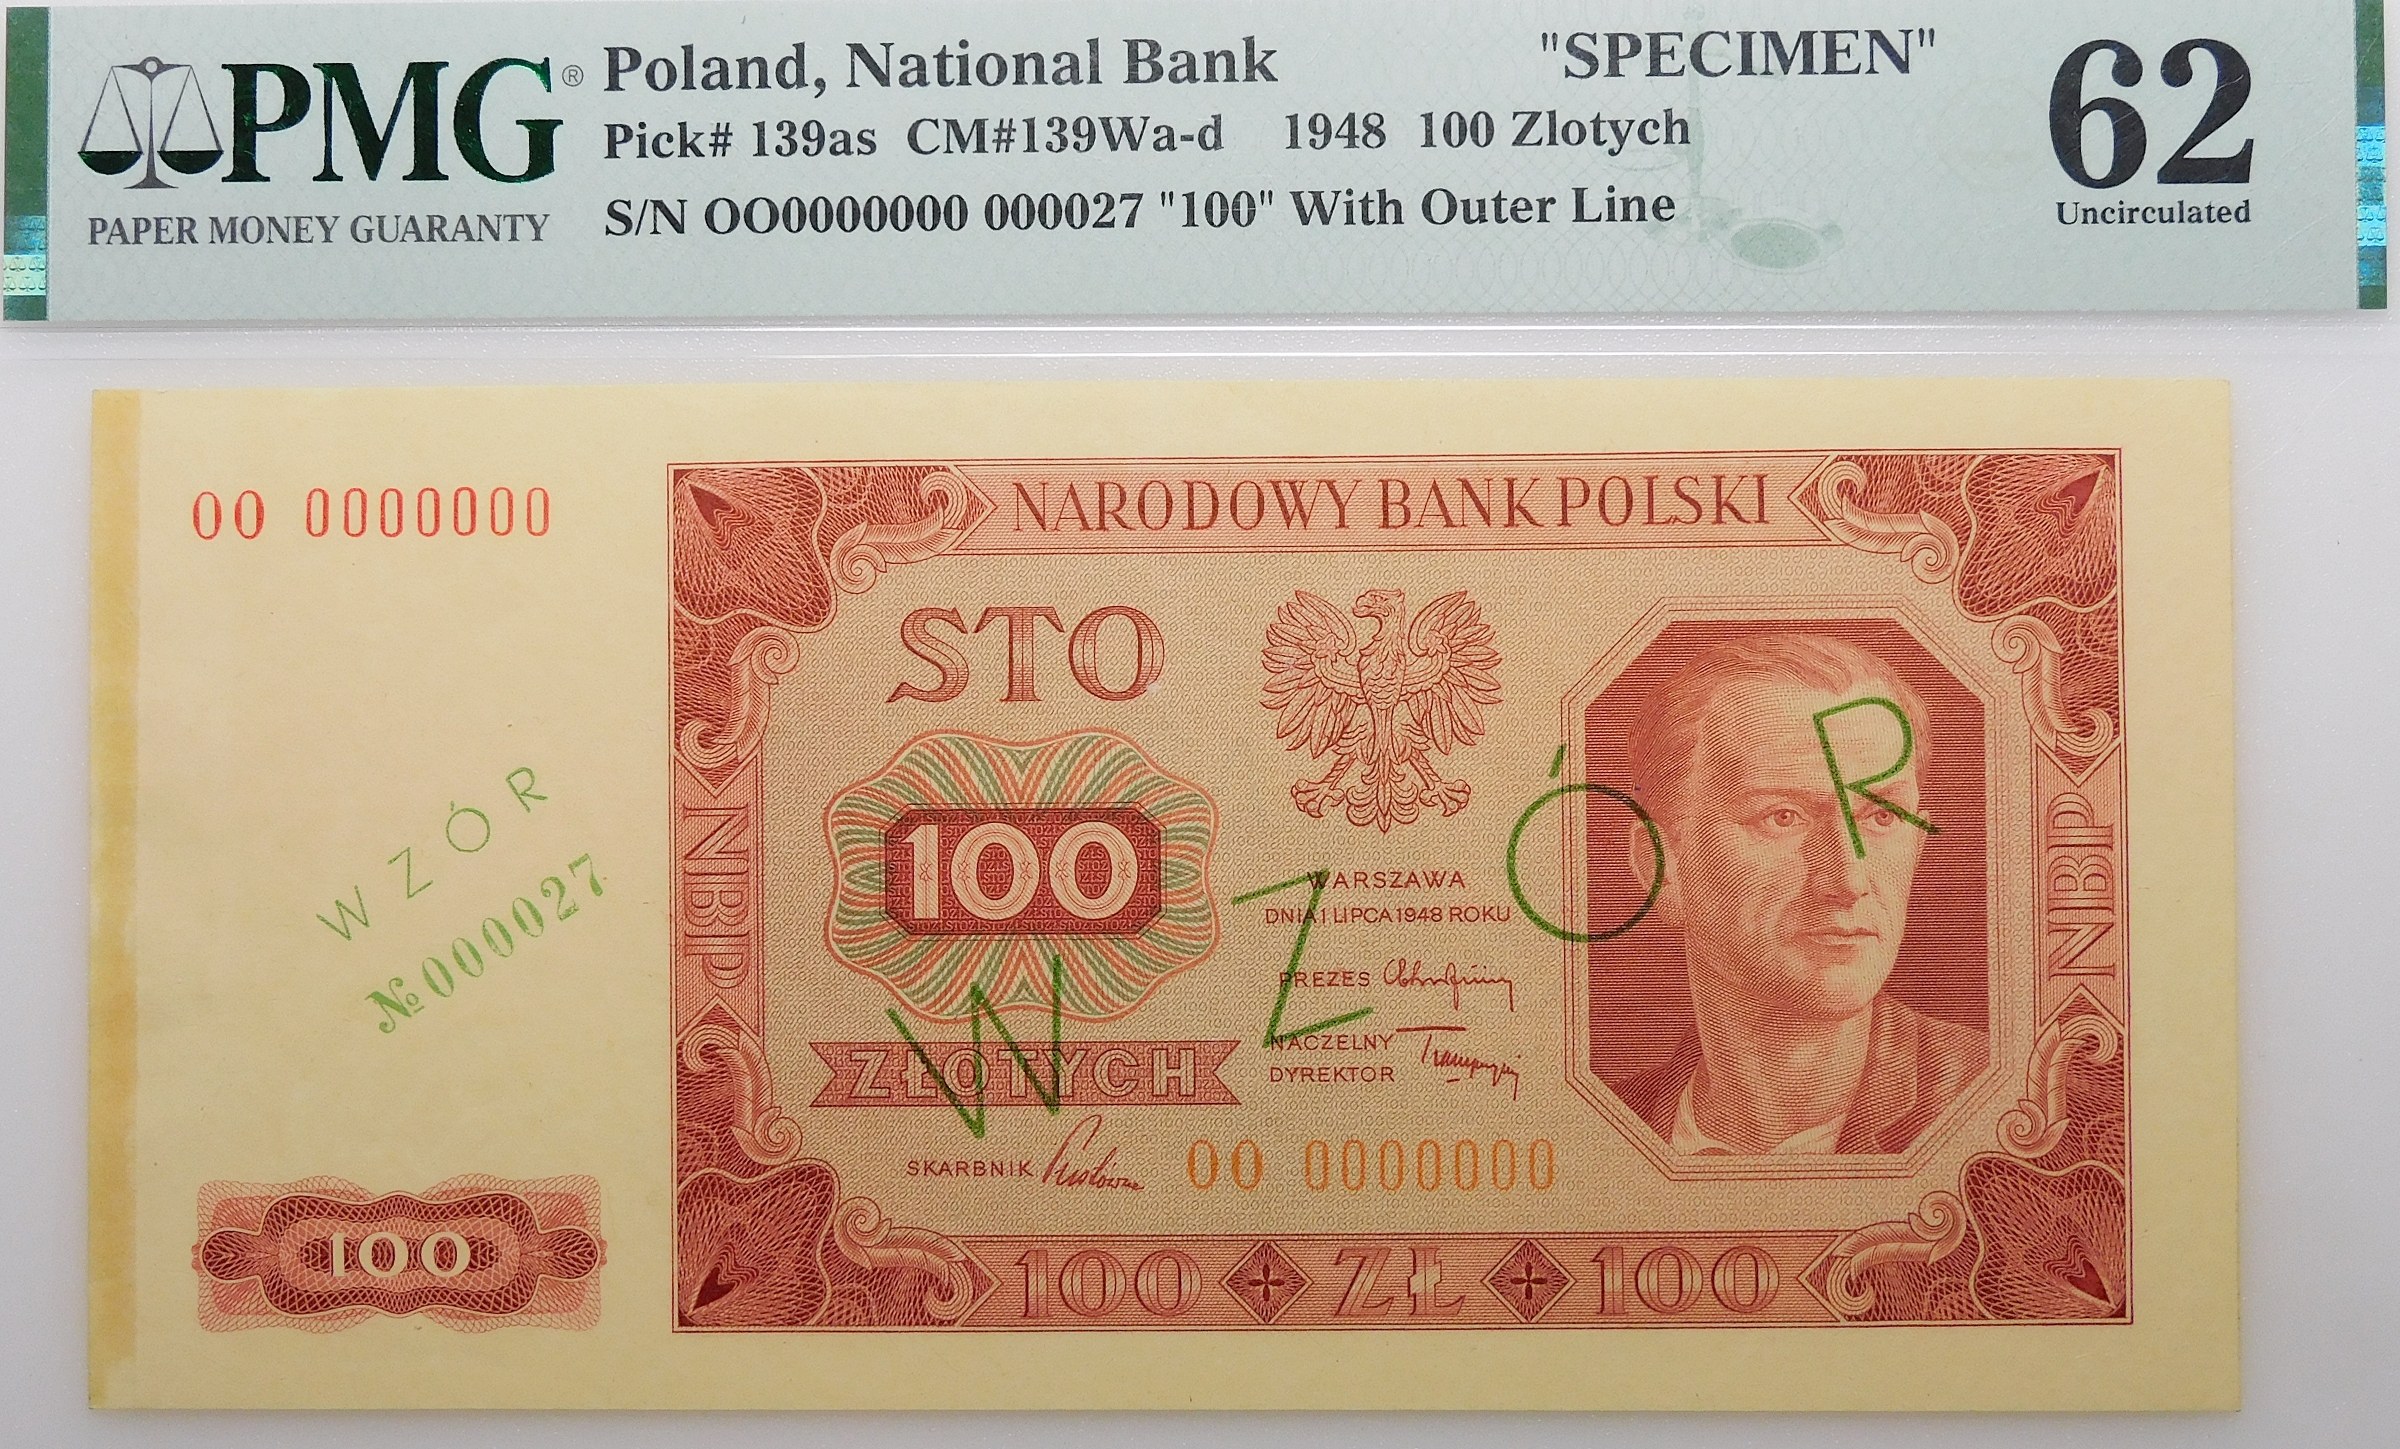 PMG®
PAPER MONEY GUARANTY
Poland, National Bank "SPECIMEN"
Pick# 139as CM#139Wa-d 1948 100 Zlotych
S/N OO0000000 000027 "100" With Outer Line
62
Uncirculated
OO 0000000
WZÓR
№ 000027
100
NARODOWY BANK POLSKI
STO
100
ZŁOTYCH
NBP
NBP
WARSZAWA
DNIA 1 LIPCA 1948 ROKU
PREZES
NACZELNY
DYREKTOR
SKARBNIK
OO 0000000
WZÓR
100 ZŁ 100